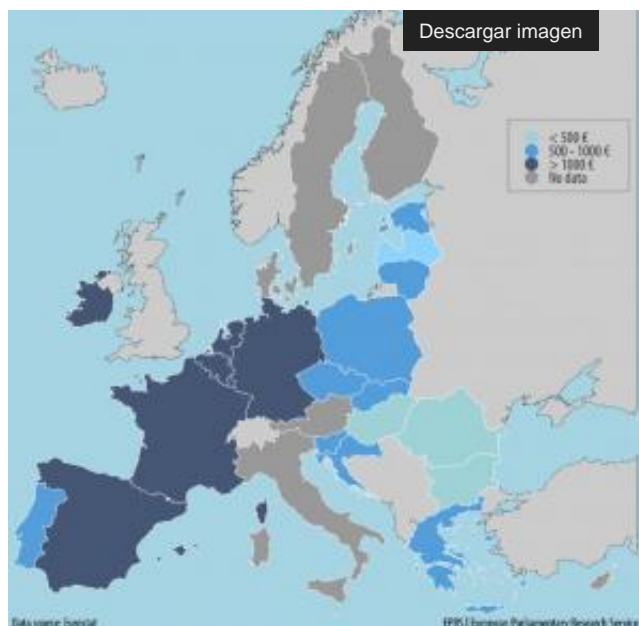 Descargar imagen
< 500 €
500 - 1000 €
> 1000 €
No data
Data source: Eurostat
EPRS | European Parliamentary Research Service